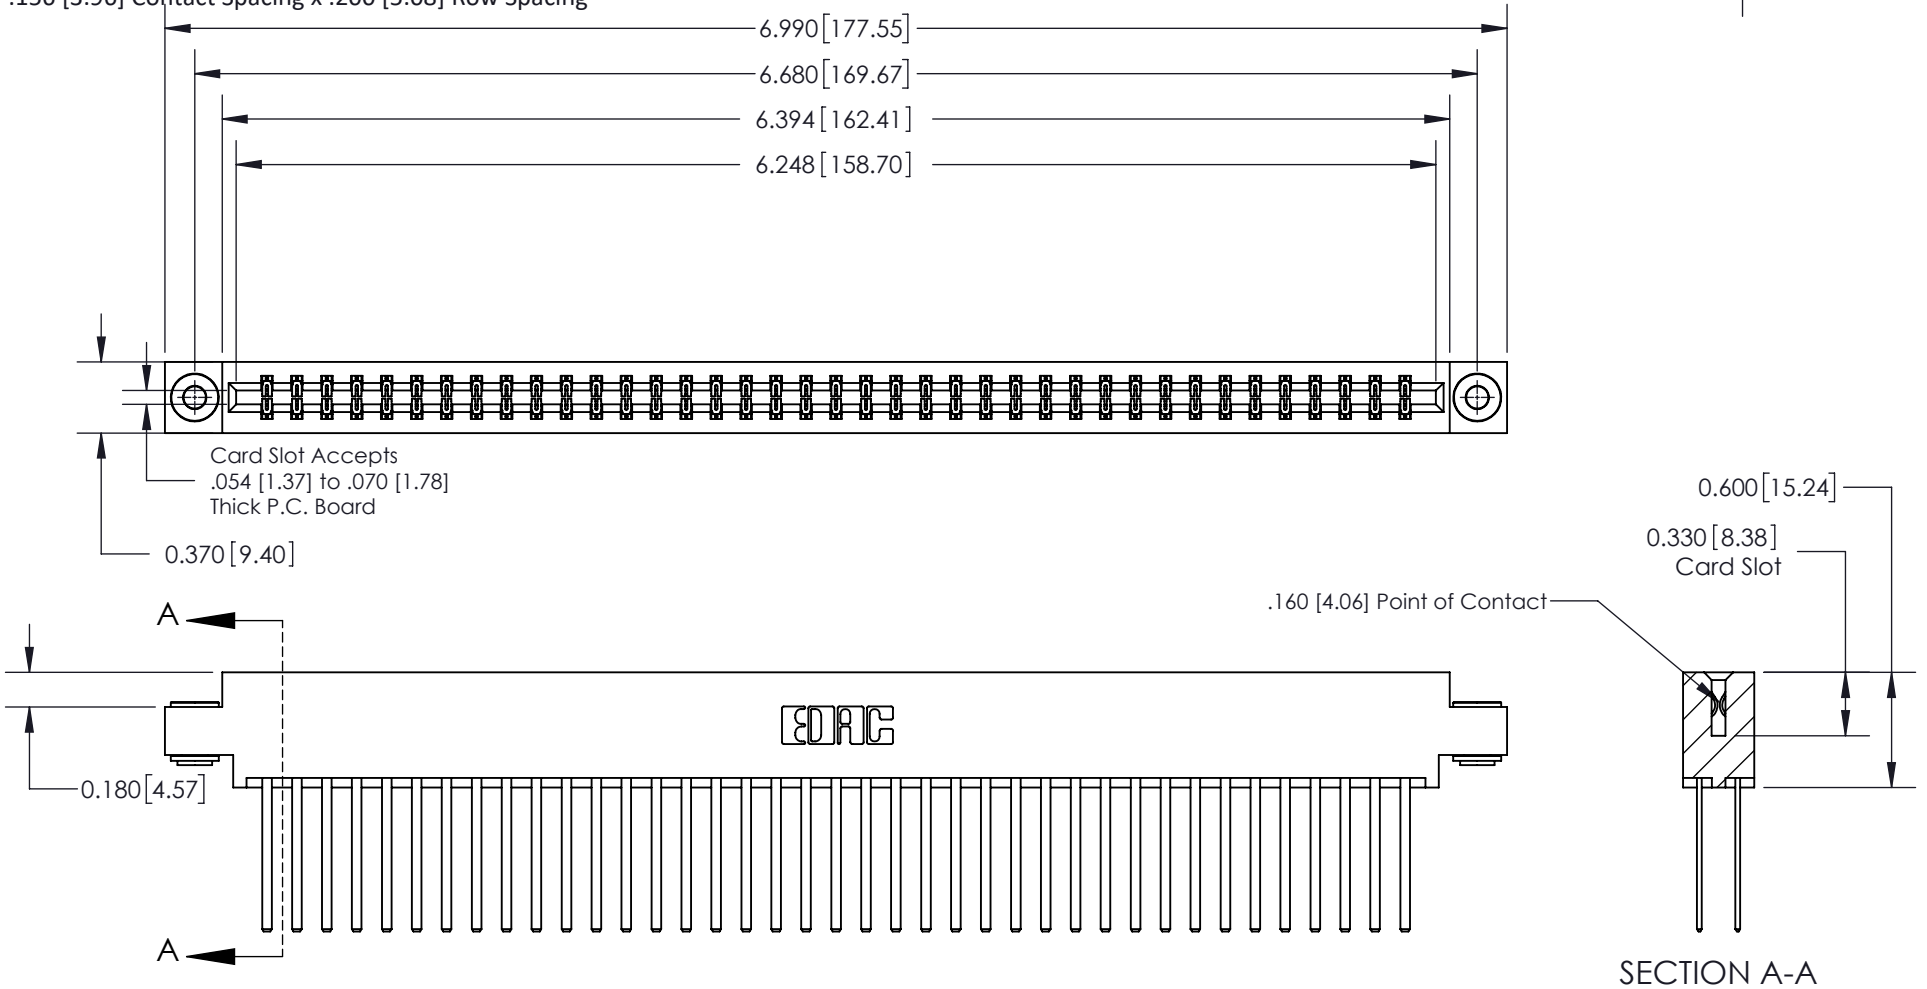 .156 [3.96] Contact Spacing x .200 [5.08] Row Spacing
6.990[177.55]
6.680[169.67]
6.394[162.41]
6.248[158.70]
Card Slot Accepts
.054 [1.37] to .070 [1.78]
Thick P.C. Board
0.370[9.40]
0.600[15.24]
0.330[8.38]
Card Slot
.160 [4.06] Point of Contact
A
EDAC
0.180[4.57]
A
SECTION A-A